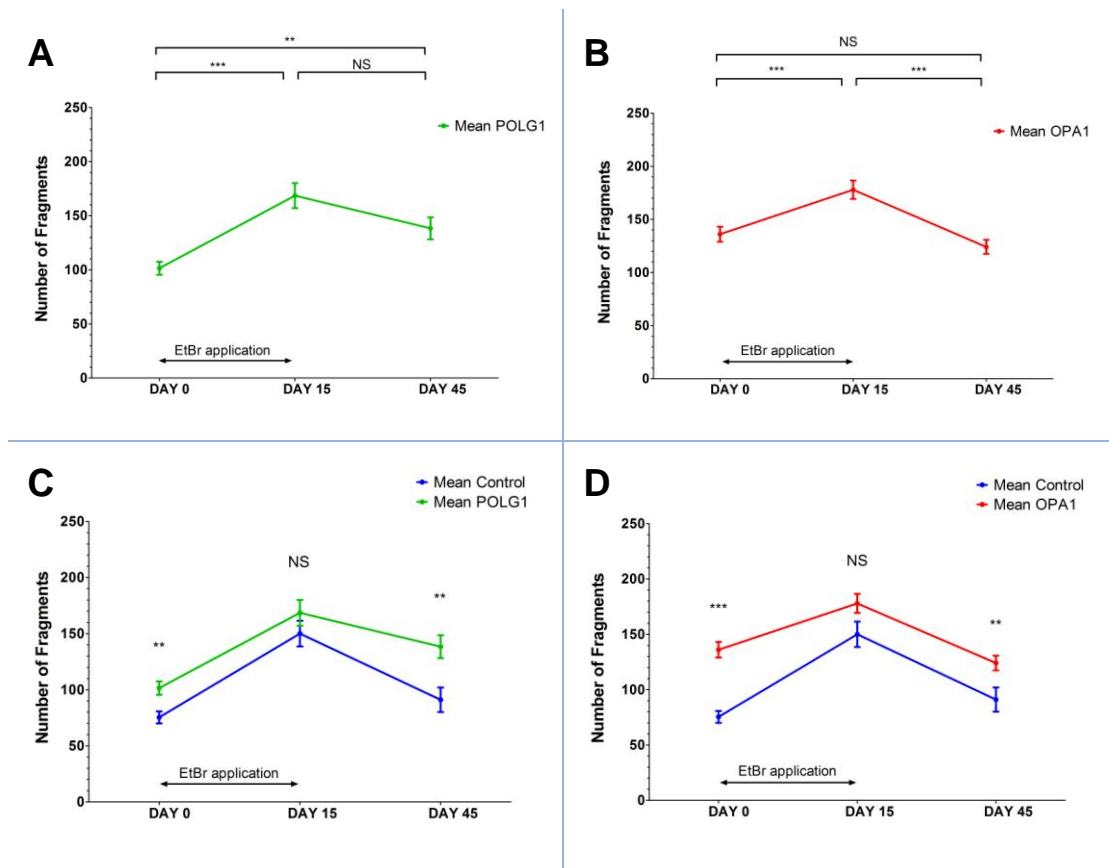 A
**
***
NS
Mean POLG1
Number of Fragments
250
200
150
100
50
0
EtBr application
DAY 0
DAY 15
DAY 45
B
NS
***
***
Mean OPA1
Number of Fragments
250
200
150
100
50
0
EtBr application
DAY 0
DAY 15
DAY 45
C
Mean Control
Mean POLG1
Number of Fragments
250
200
150
100
50
0
**
NS
**
EtBr application
DAY 0
DAY 15
DAY 45
D
Mean Control
Mean OPA1
Number of Fragments
250
200
150
100
50
0
***
NS
**
EtBr application
DAY 0
DAY 15
DAY 45